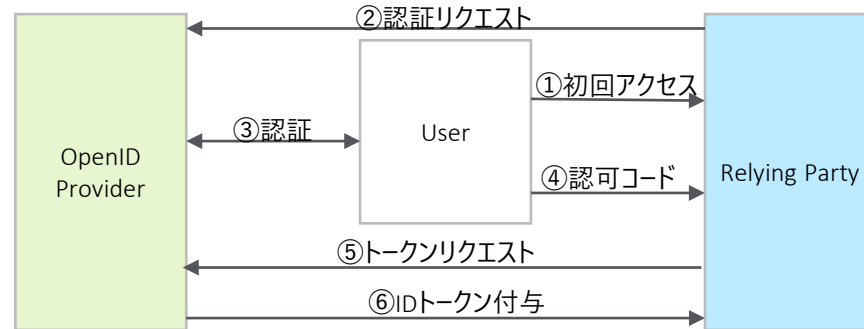 ②認証リクエスト
①初回アクセス
③認証
User
OpenID
Provider
④認可コード
Relying Party
⑤トークンリクエスト
⑥IDトークン付与